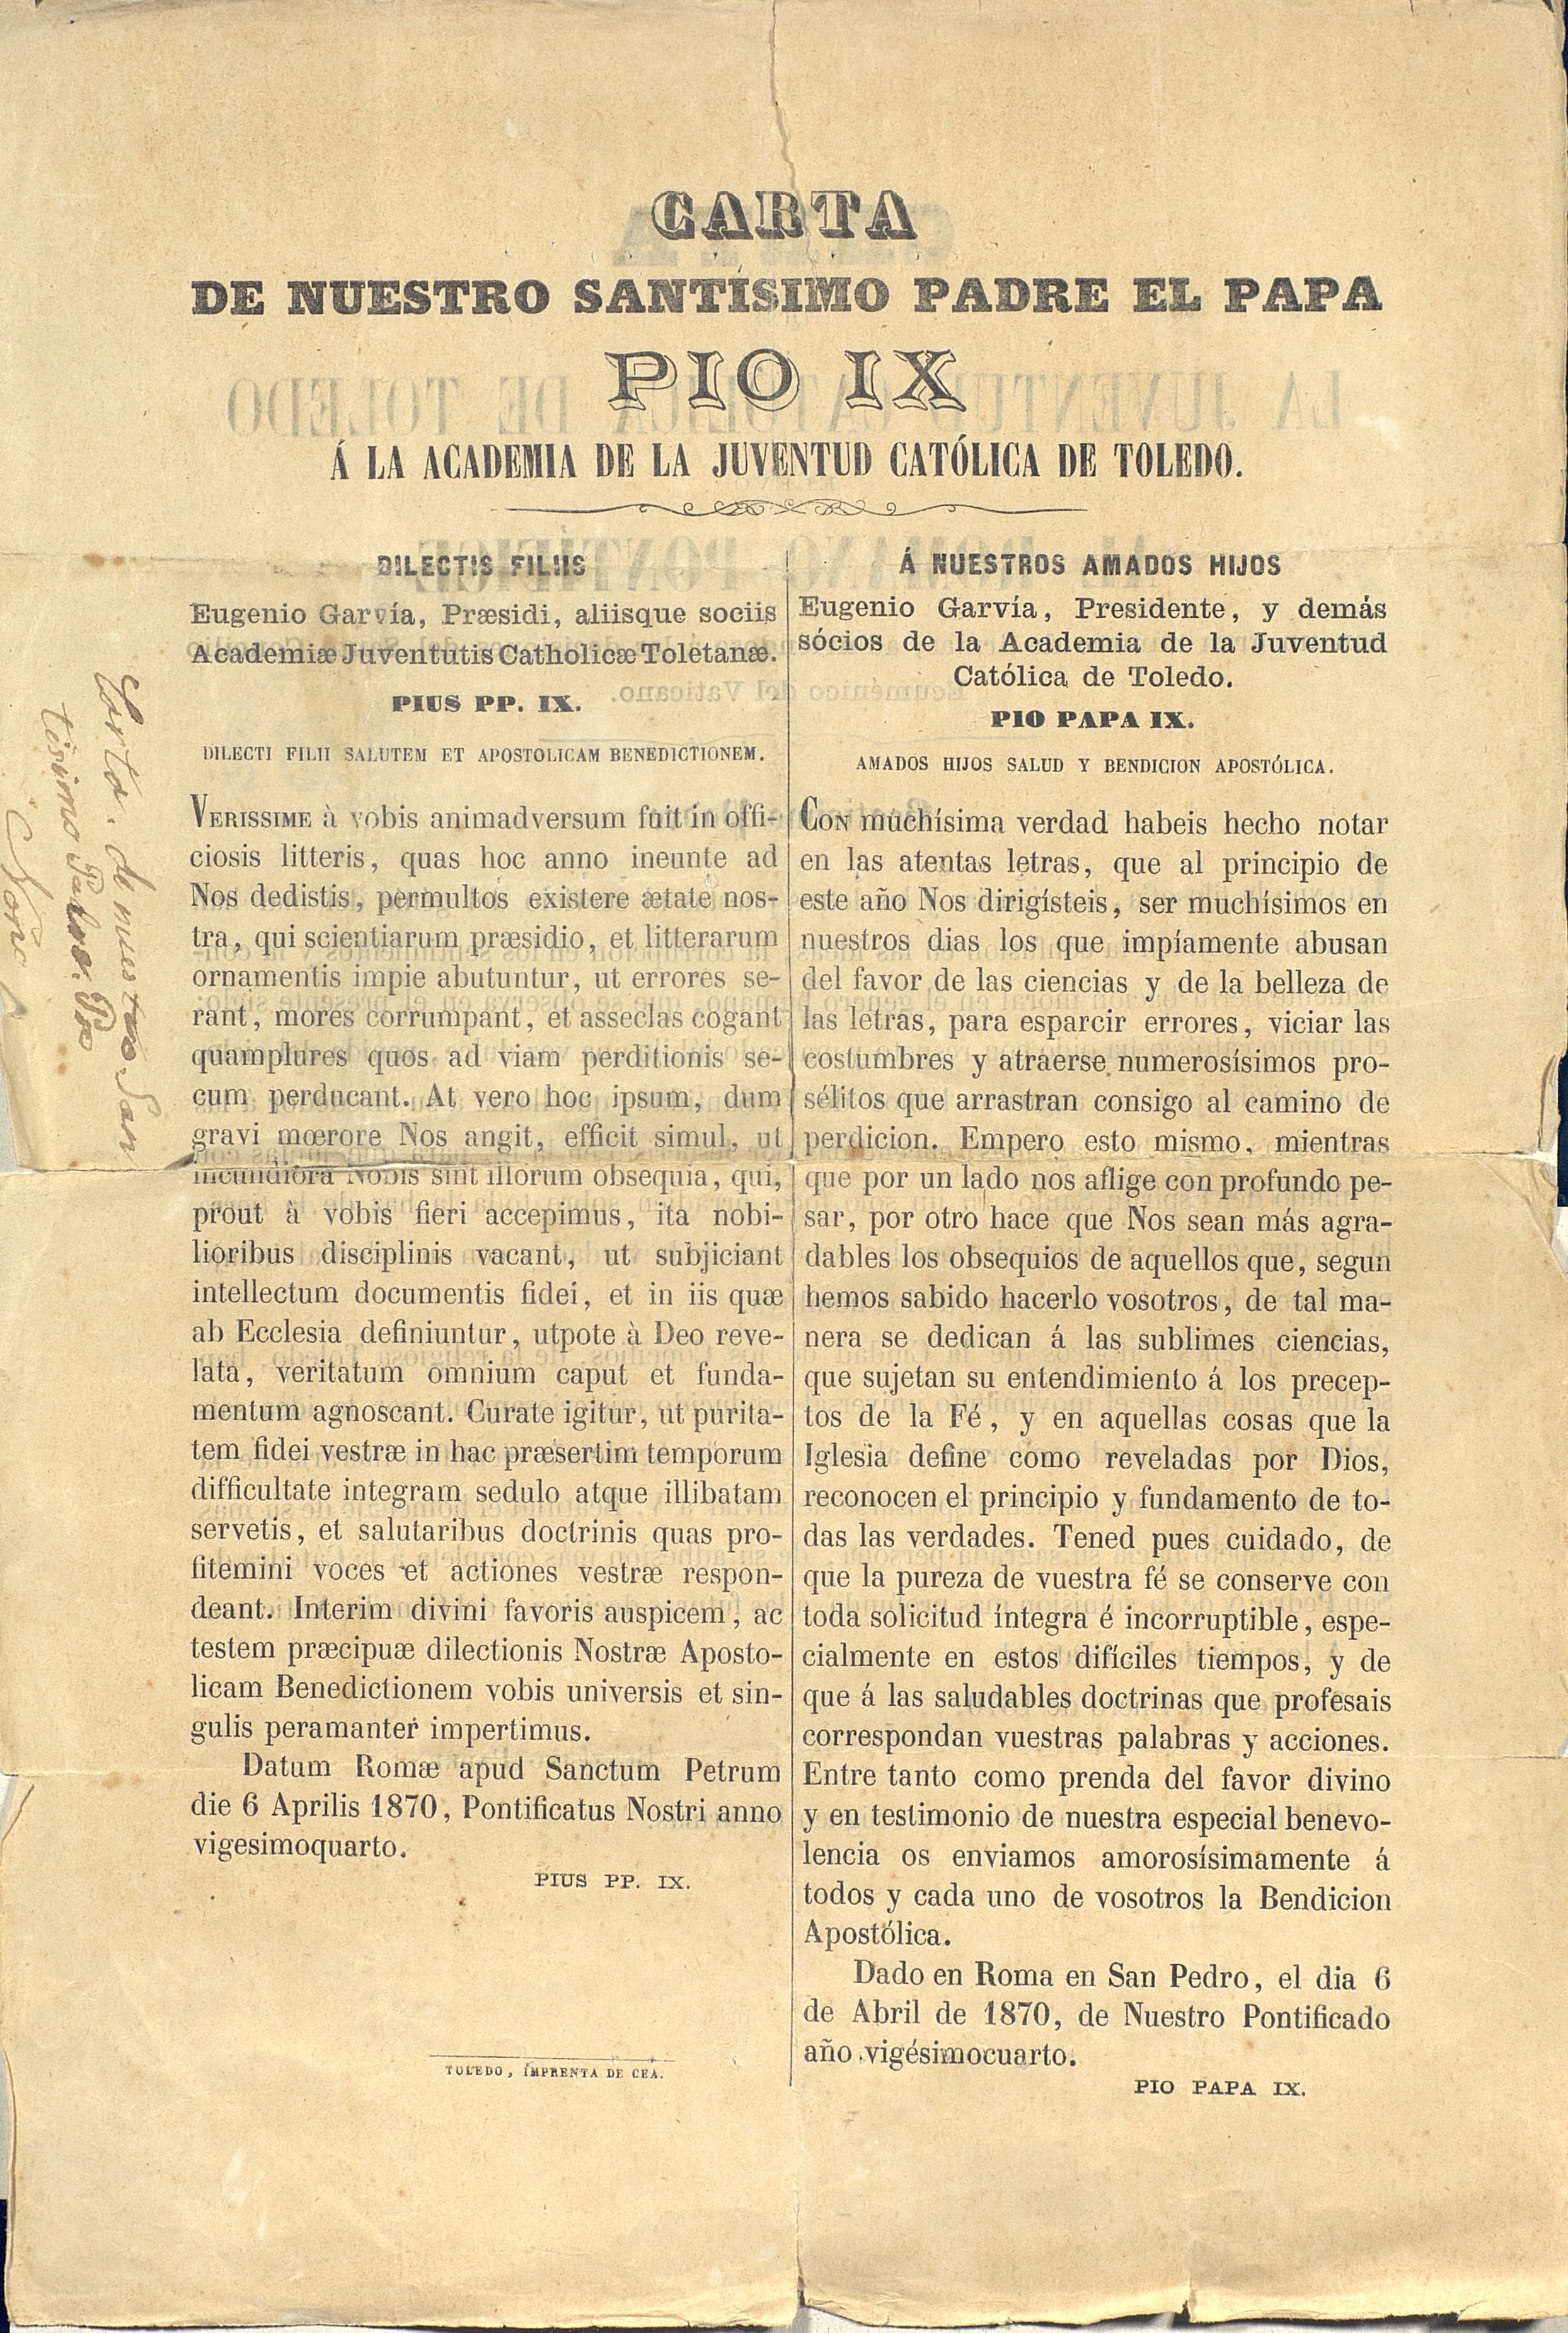 CARTA
DE NUESTRO SANTÍSIMO PADRE EL PAPA
PIO IX
Á LA ACADEMIA DE LA JUVENTUD CATÓLICA DE TOLEDO.
DILECTIS FILIIS
Eugenio Garvía, Præsidi, aliisque sociis
Academiæ Juventutis Catholicæ Toletanæ.
PIUS PP. IX.
DILECTI FILII SALUTEM ET APOSTOLICAM BENEDICTIONEM.
VERISSIME à vobis animadversum fuit in offi-
ciosis litteris, quas hoc anno ineunte ad
Nos dedistis, permultos existere ætate nos-
tra, qui scientiarum præsidio, et litterarum
ornamentis impie abutuntur, ut errores se-
rant, mores corrumpant, et asseclas cogant
quamplures quos ad viam perditionis se-
cum perducant. At vero hoc ipsum, dum
gravi mœrore Nos angit, efficit simul, ut
iucundiora Nobis sint illorum obsequia, qui,
prout à vobis fieri accepimus, ita nobi-
lioribus disciplinis vacant, ut subjiciant
intellectum documentis fidei, et in iis quæ
ab Ecclesia definiuntur, utpote à Deo reve-
lata, veritatum omnium caput et funda-
mentum agnoscant. Curate igitur, ut purita-
tem fidei vestræ in hac præsertim temporum
difficultate integram sedulo atque illibatam
servetis, et salutaribus doctrinis quas pro-
fitemini voces et actiones vestræ respon-
deant. Interim divini favoris auspicem, ac
testem præcipuæ dilectionis Nostræ Aposto-
licam Benedictionem vobis universis et sin-
gulis peramanter impertimus.
Datum Romæ apud Sanctum Petrum
die 6 Aprilis 1870, Pontificatus Nostri anno
vigesimoquarto.
PIUS PP. IX.
TOLEDO, IMPRENTA DE CEA.
Á NUESTROS AMADOS HIJOS
Eugenio Garvía, Presidente, y demás
sócios de la Academia de la Juventud
Católica de Toledo.
PIO PAPA IX.
AMADOS HIJOS SALUD Y BENDICION APOSTÓLICA.
CON muchísima verdad habeis hecho notar
en las atentas letras, que al principio de
este año Nos dirigísteis, ser muchísimos en
nuestros dias los que impíamente abusan
del favor de las ciencias y de la belleza de
las letras, para esparcir errores, viciar las
costumbres y atraerse numerosísimos pro-
sélitos que arrastran consigo al camino de
perdicion. Empero esto mismo, mientras
que por un lado nos aflige con profundo pe-
sar, por otro hace que Nos sean más agra-
dables los obsequios de aquellos que, segun
hemos sabido hacerlo vosotros, de tal ma-
nera se dedican á las sublimes ciencias,
que sujetan su entendimiento á los precep-
tos de la Fé, y en aquellas cosas que la
Iglesia define como reveladas por Dios,
reconocen el principio y fundamento de to-
das las verdades. Tened pues cuidado, de
que la pureza de vuestra fé se conserve con
toda solicitud íntegra é incorruptible, espe-
cialmente en estos difíciles tiempos, y de
que á las saludables doctrinas que profesais
correspondan vuestras palabras y acciones.
Entre tanto como prenda del favor divino
y en testimonio de nuestra especial benevo-
lencia os enviamos amorosísimamente á
todos y cada uno de vosotros la Bendicion
Apostólica.
Dado en Roma en San Pedro, el dia 6
de Abril de 1870, de Nuestro Pontificado
año vigésimocuarto.
PIO PAPA IX.
Carta de nuestro San
tisimo Padre Pio
Nono